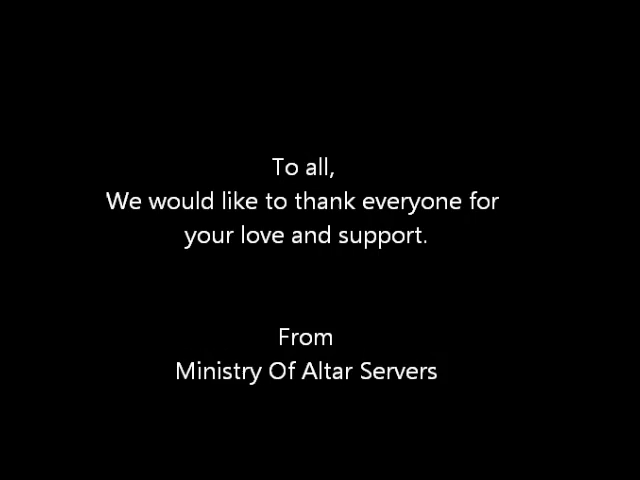 To all,
We would like to thank everyone for
your love and support.
From
Ministry Of Altar Servers